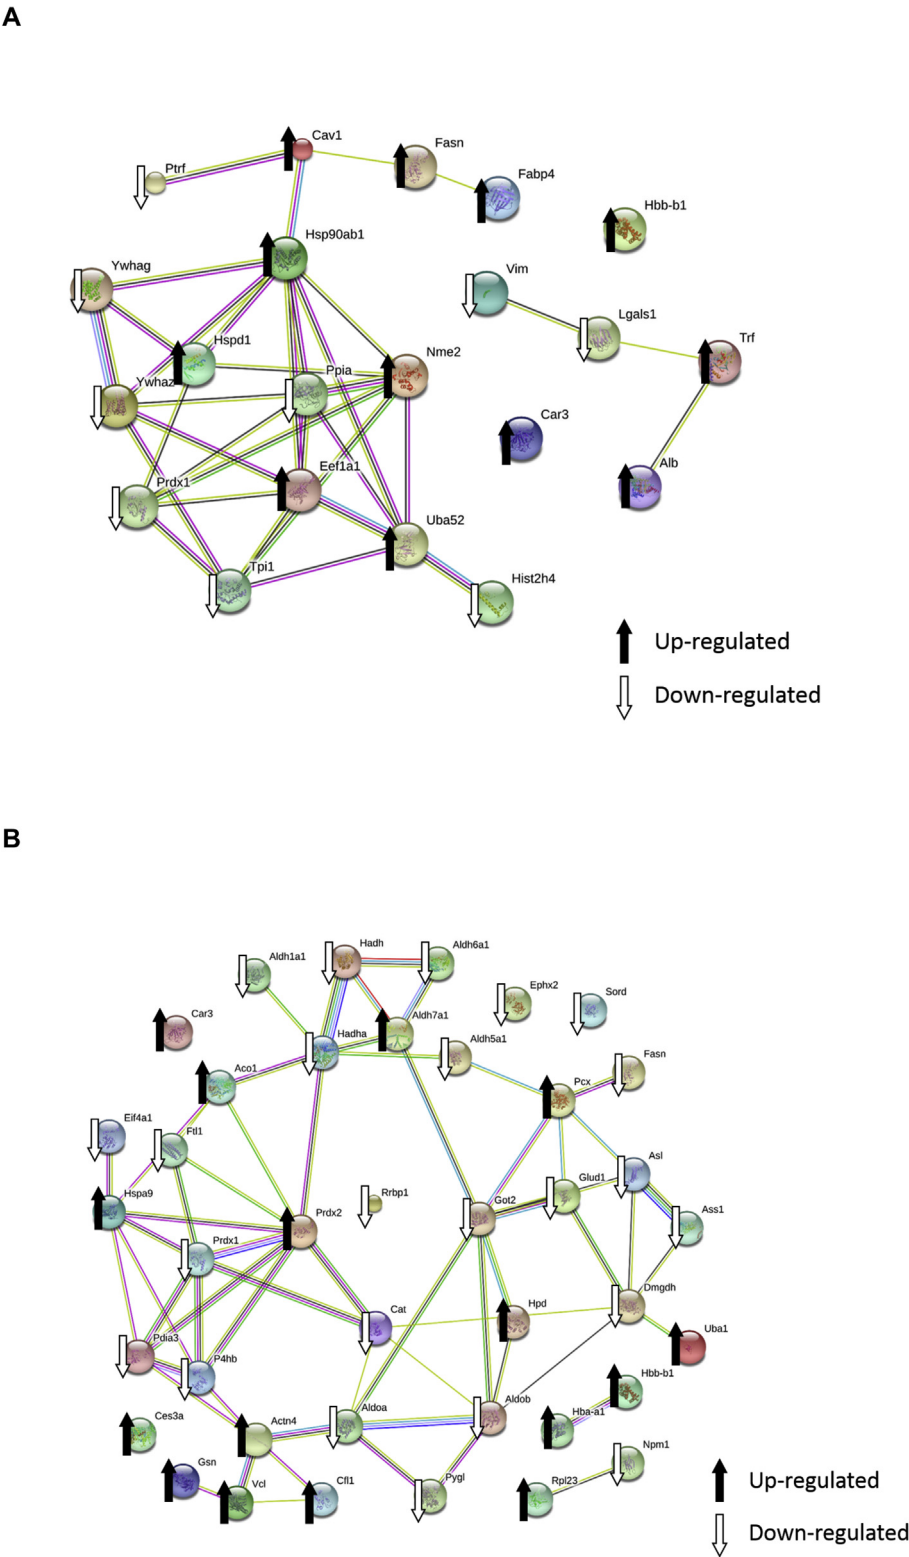 A
Cav1
Fasn
Ptrf
Fabp4
Hbb-b1
Hsp90ab1
Ywhag
Vim
Lgals1
Hspd1
Trf
Nme2
Ppia
Ywhaz
Car3
Alb
Eef1a1
Prdx1
Uba52
Tpi1
Hist2h4
Up-regulated
Down-regulated
B
Hadh
Aldh6a1
Aldh1a1
Ephx2
Sord
Car3
Aldh7a1
Hadha
Aldh5a1
Fasn
Aco1
Pcx
Eif4a1
Ftl1
Asl
Glud1
Hspa9
Rrbp1
Got2
Ass1
Prdx2
Prdx1
Dmgdh
Cat
Hpd
Uba1
Pdia3
P4hb
Hbb-b1
Aldob
Aldoa
Hba-a1
Ces3a
Actn4
Npm1
Gsn
Pygl
Vcl
Cfl1
Rpl23
Up-regulated
Down-regulated